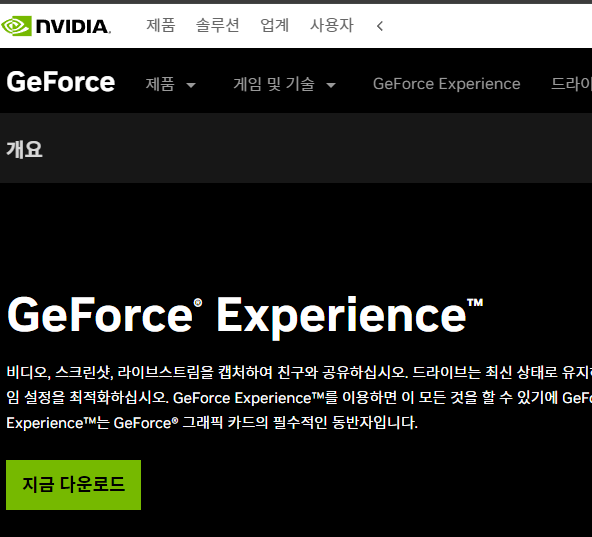 NVIDIA.
제품 솔루션 업계 사용자 <
GeForce
제품 게임 및 기술 GeForce Experience 드라이
개요
GeForce® Experience™
비디오, 스크린샷, 라이브스트림을 캡처하여 친구와 공유하십시오. 드라이브는 최신 상태로 유지
임 설정을 최적화하십시오. GeForce Experience™를 이용하면 이 모든 것을 할 수 있기에 GeFo
Experience™는 GeForce® 그래픽 카드의 필수적인 동반자입니다.
지금 다운로드